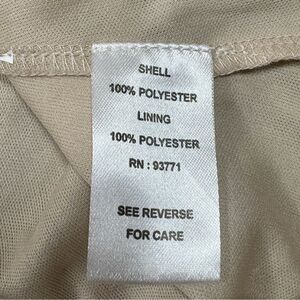 SHELL
100% POLYESTER
LINING
100% POLYESTER
RN : 93771
SEE REVERSE
FOR CARE